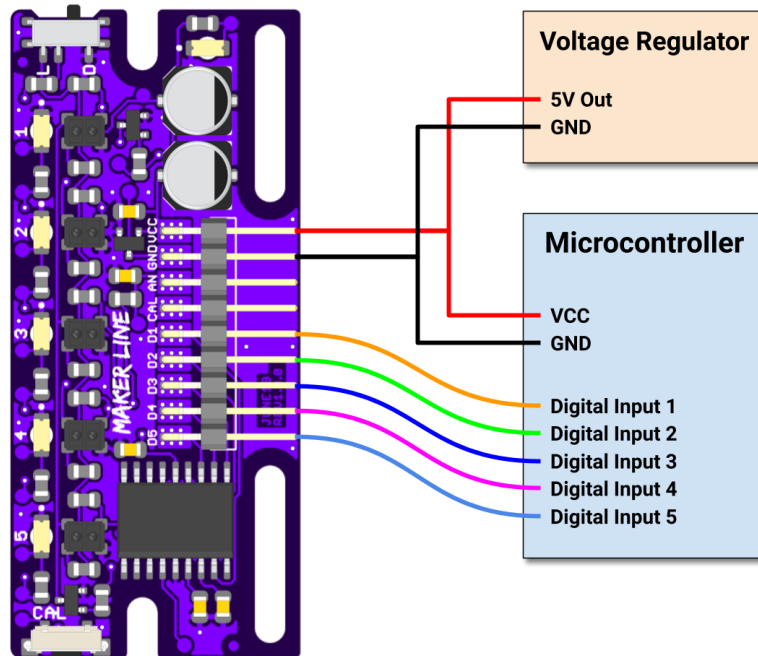 L D
1
2
3
4
5
CAL
MAKER LINE
VCC
GND
AN
CAL
D1
D2
D3
D4
D5
Voltage Regulator
5V Out
GND
Microcontroller
VCC
GND
Digital Input 1
Digital Input 2
Digital Input 3
Digital Input 4
Digital Input 5